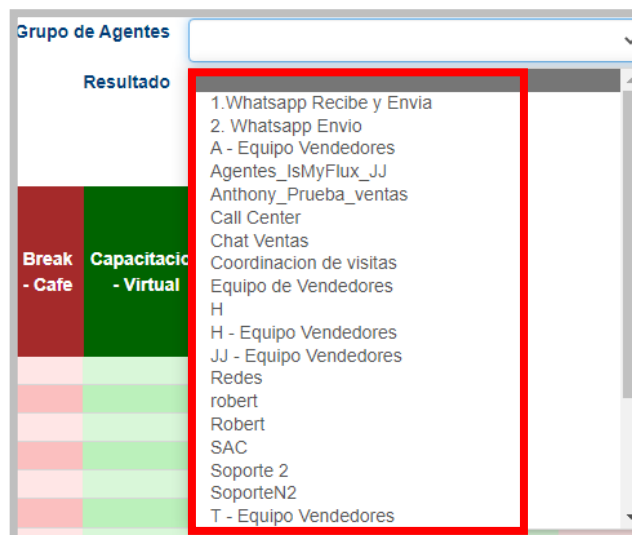 Grupo de Agentes
Resultado
1.Whatsapp Recibe y Envia
2. Whatsapp Envio
A - Equipo Vendedores
Agentes_IsMyFlux_JJ
Anthony_Prueba_ventas
Call Center
Chat Ventas
Coordinacion de visitas
Equipo de Vendedores
H
H - Equipo Vendedores
JJ - Equipo Vendedores
Redes
robert
Robert
SAC
Soporte 2
SoporteN2
T - Equipo Vendedores
Break
- Cafe
Capacitacio
- Virtual